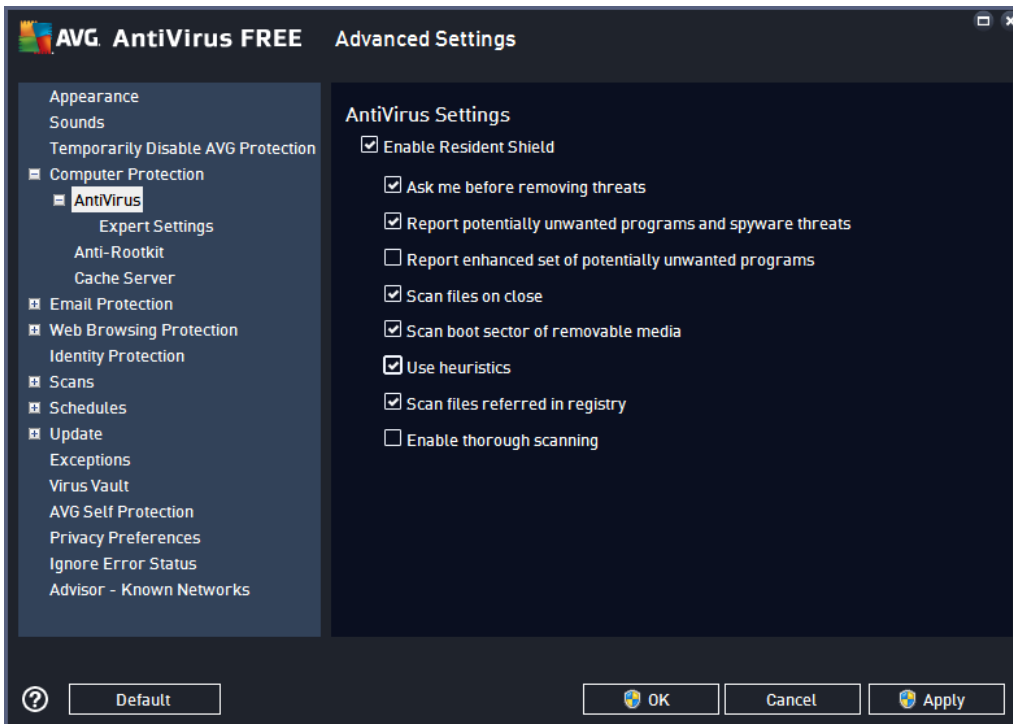 AVG. AntiVirus FREE Advanced Settings
Appearance
Sounds
Temporarily Disable AVG Protection
Computer Protection
AntiVirus
Expert Settings
Anti-Rootkit
Cache Server
Email Protection
Web Browsing Protection
Identity Protection
Scans
Schedules
Update
Exceptions
Virus Vault
AVG Self Protection
Privacy Preferences
Ignore Error Status
Advisor - Known Networks
AntiVirus Settings
Enable Resident Shield
Ask me before removing threats
Report potentially unwanted programs and spyware threats
Report enhanced set of potentially unwanted programs
Scan files on close
Scan boot sector of removable media
Use heuristics
Scan files referred in registry
Enable thorough scanning
? Default OK Cancel Apply